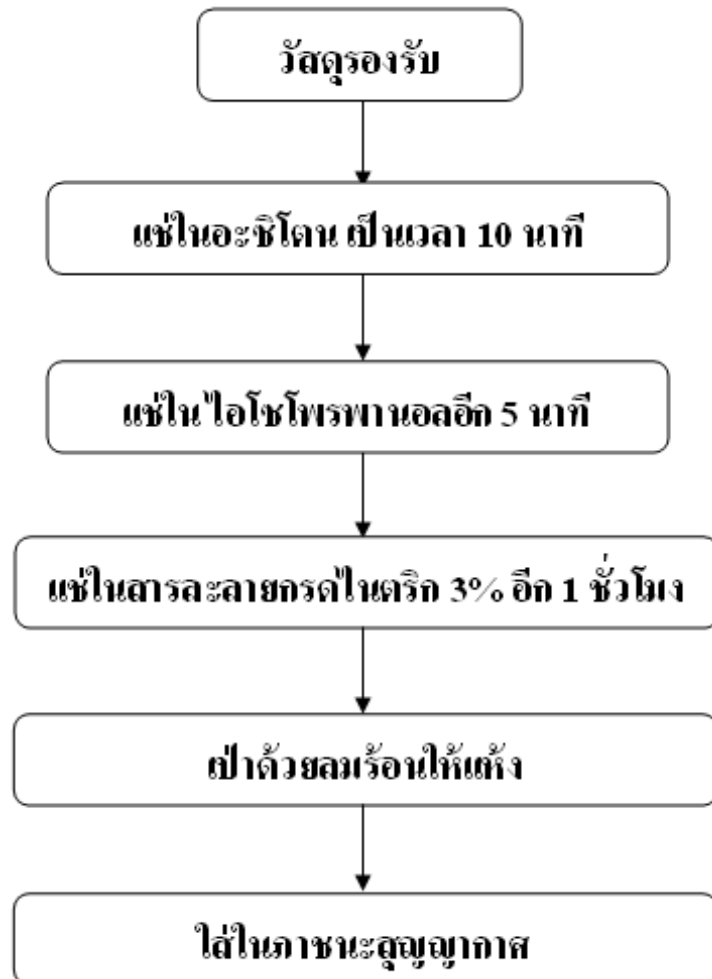 วัสดุรองรับ
แช่ในอะซิโตน เป็นเวลา 10 นาที
แช่ในไอโซโพรพานอลอีก 5 นาที
แช่ในสารละลายกรดไนตริก 3% อีก 1 ชั่วโมง
เป่าด้วยลมร้อนให้แห้ง
ใส่ในภาชนะสุญญากาศ